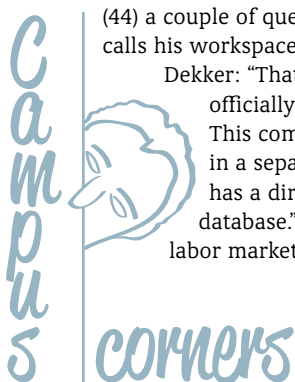 Campus
corners
(44) a couple of que
calls his workspace
Dekker: “That
officially
This com
in a sepa
has a dir
database.”
labor market